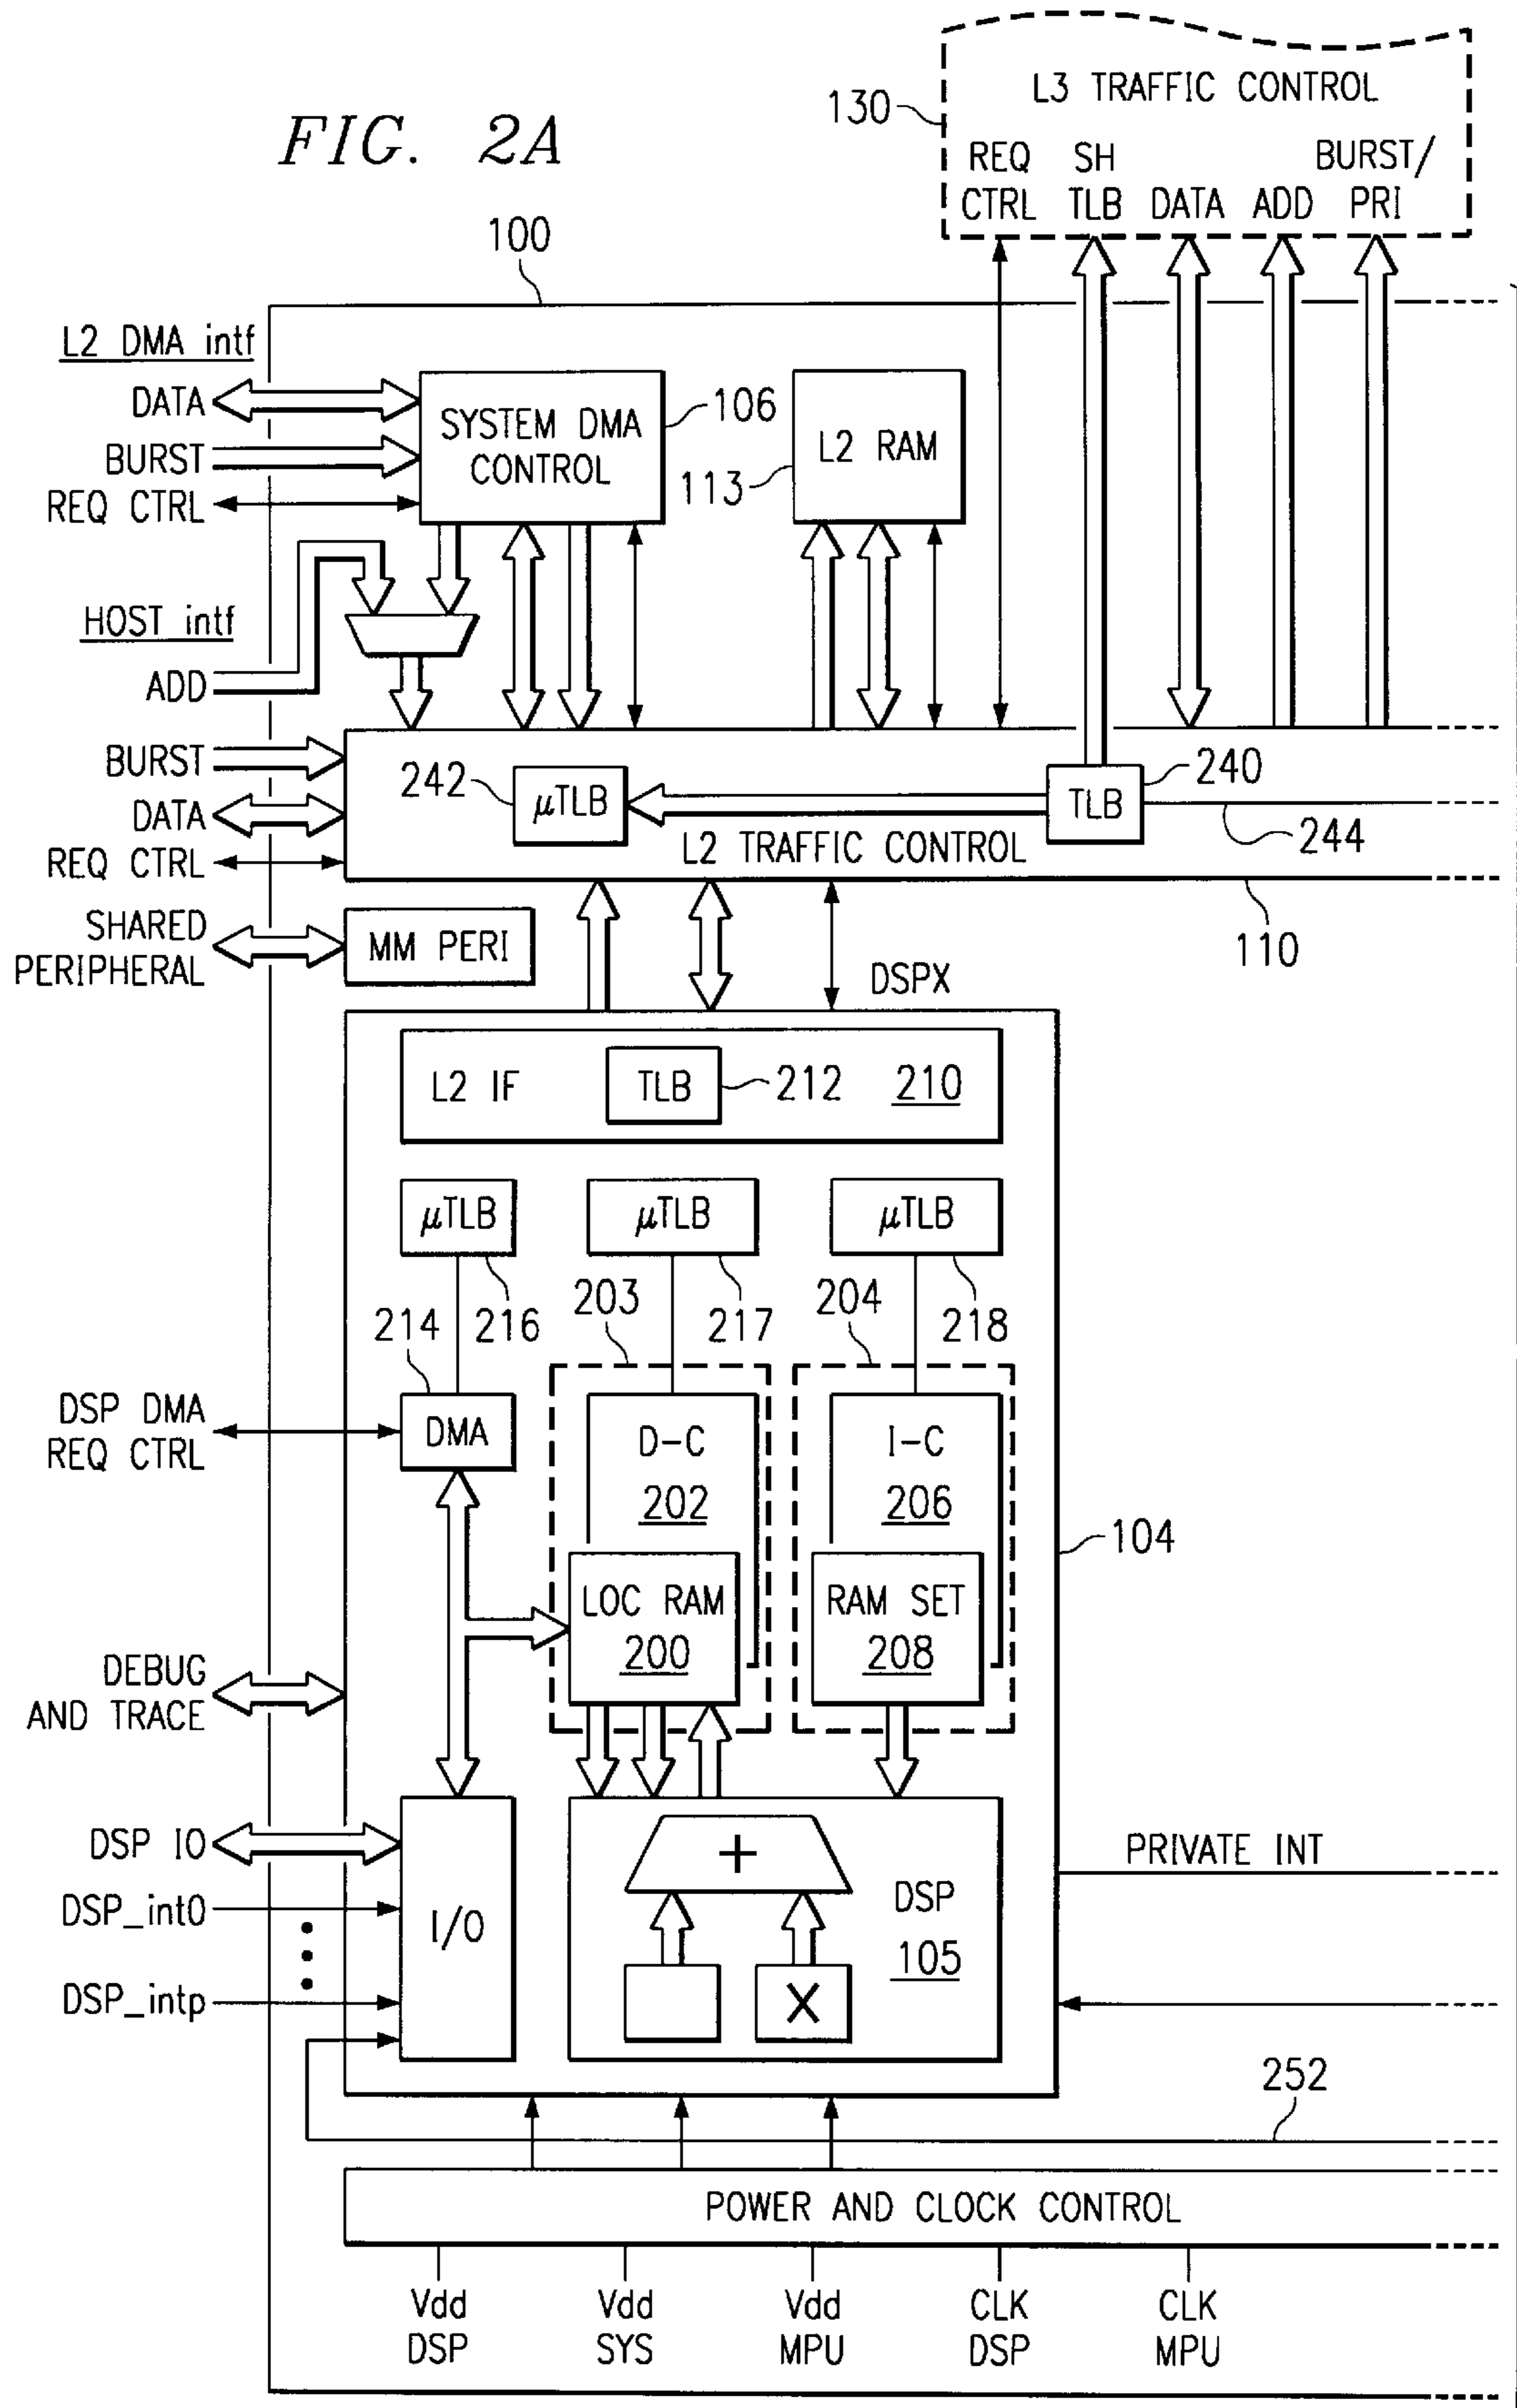 FIG. 2A
130
L3 TRAFFIC CONTROL
REQ CTRL
SH TLB
DATA
ADD
BURST/ PRI
100
L2 DMA intf
DATA
BURST
REQ CTRL
SYSTEM DMA
CONTROL
106
L2 RAM
113
HOST intf
ADD
BURST
DATA
REQ CTRL
242
μTLB
TLB
240
244
L2 TRAFFIC CONTROL
110
SHARED
PERIPHERAL
MM PERI
DSPX
L2 IF
TLB
212
210
μTLB
μTLB
μTLB
214
216
203
217
204
218
DSP DMA
REQ CTRL
DMA
D-C
202
I-C
206
104
LOC RAM
200
RAM SET
208
DEBUG
AND TRACE
DSP IO
DSP_int0
DSP_intp
I/O
+
X
DSP
105
PRIVATE INT
252
POWER AND CLOCK CONTROL
Vdd
DSP
Vdd
SYS
Vdd
MPU
CLK
DSP
CLK
MPU